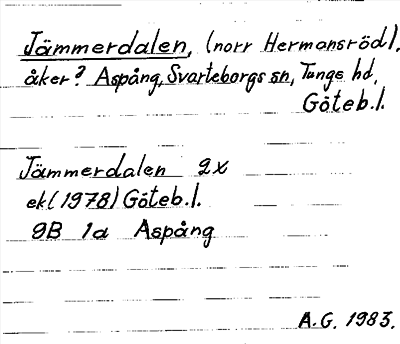 Jämmerdalen, (norr Hermansröd),
åker? Aspång, Svarteborgs sn, Tunge hd,
Göteb.l.
Jämmerdalen 2x
ek (1978) Göteb.l.
9B 1a Aspång
A.G. 1983.